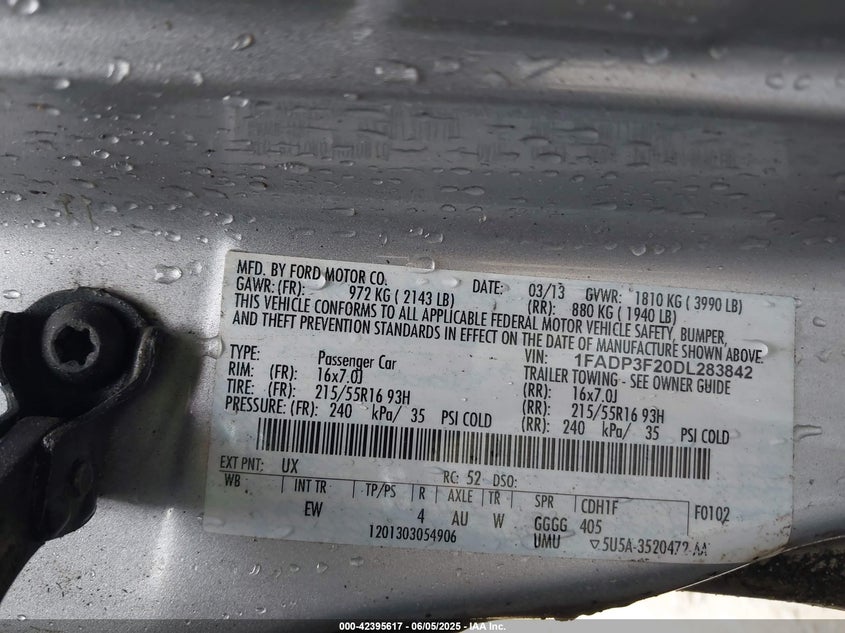 MFD. BY FORD MOTOR CO. DATE: 03/13 GVWR: 1810 KG ( 3990 LB)
GAWR: (FR): 972 KG ( 2143 LB) (RR): 880 KG ( 1940 LB)
THIS VEHICLE CONFORMS TO ALL APPLICABLE FEDERAL MOTOR VEHICLE SAFETY, BUMPER,
AND THEFT PREVENTION STANDARDS IN EFFECT ON THE DATE OF MANUFACTURE SHOWN ABOVE.
VIN: 1FADP3F20DL283842
TYPE: Passenger Car TRAILER TOWING - SEE OWNER GUIDE
RIM: (FR): 16x7.0J (RR): 16x7.0J
TIRE: (FR): 215/55R16 93H (RR): 215/55R16 93H
PRESSURE: (FR): 240 kPa/ 35 PSI COLD (RR): 240 kPa/ 35 PSI COLD
EXT PNT: UX RC: 52 DSO:
WB INT TR TP/PS R AXLE TR SPR CDH1F F0102
EW 4 AU W GGGG 405
1201303054906 UMU ▽5U5A-3520472-AA
000-42395617 - 06/05/2025 - IAA Inc.